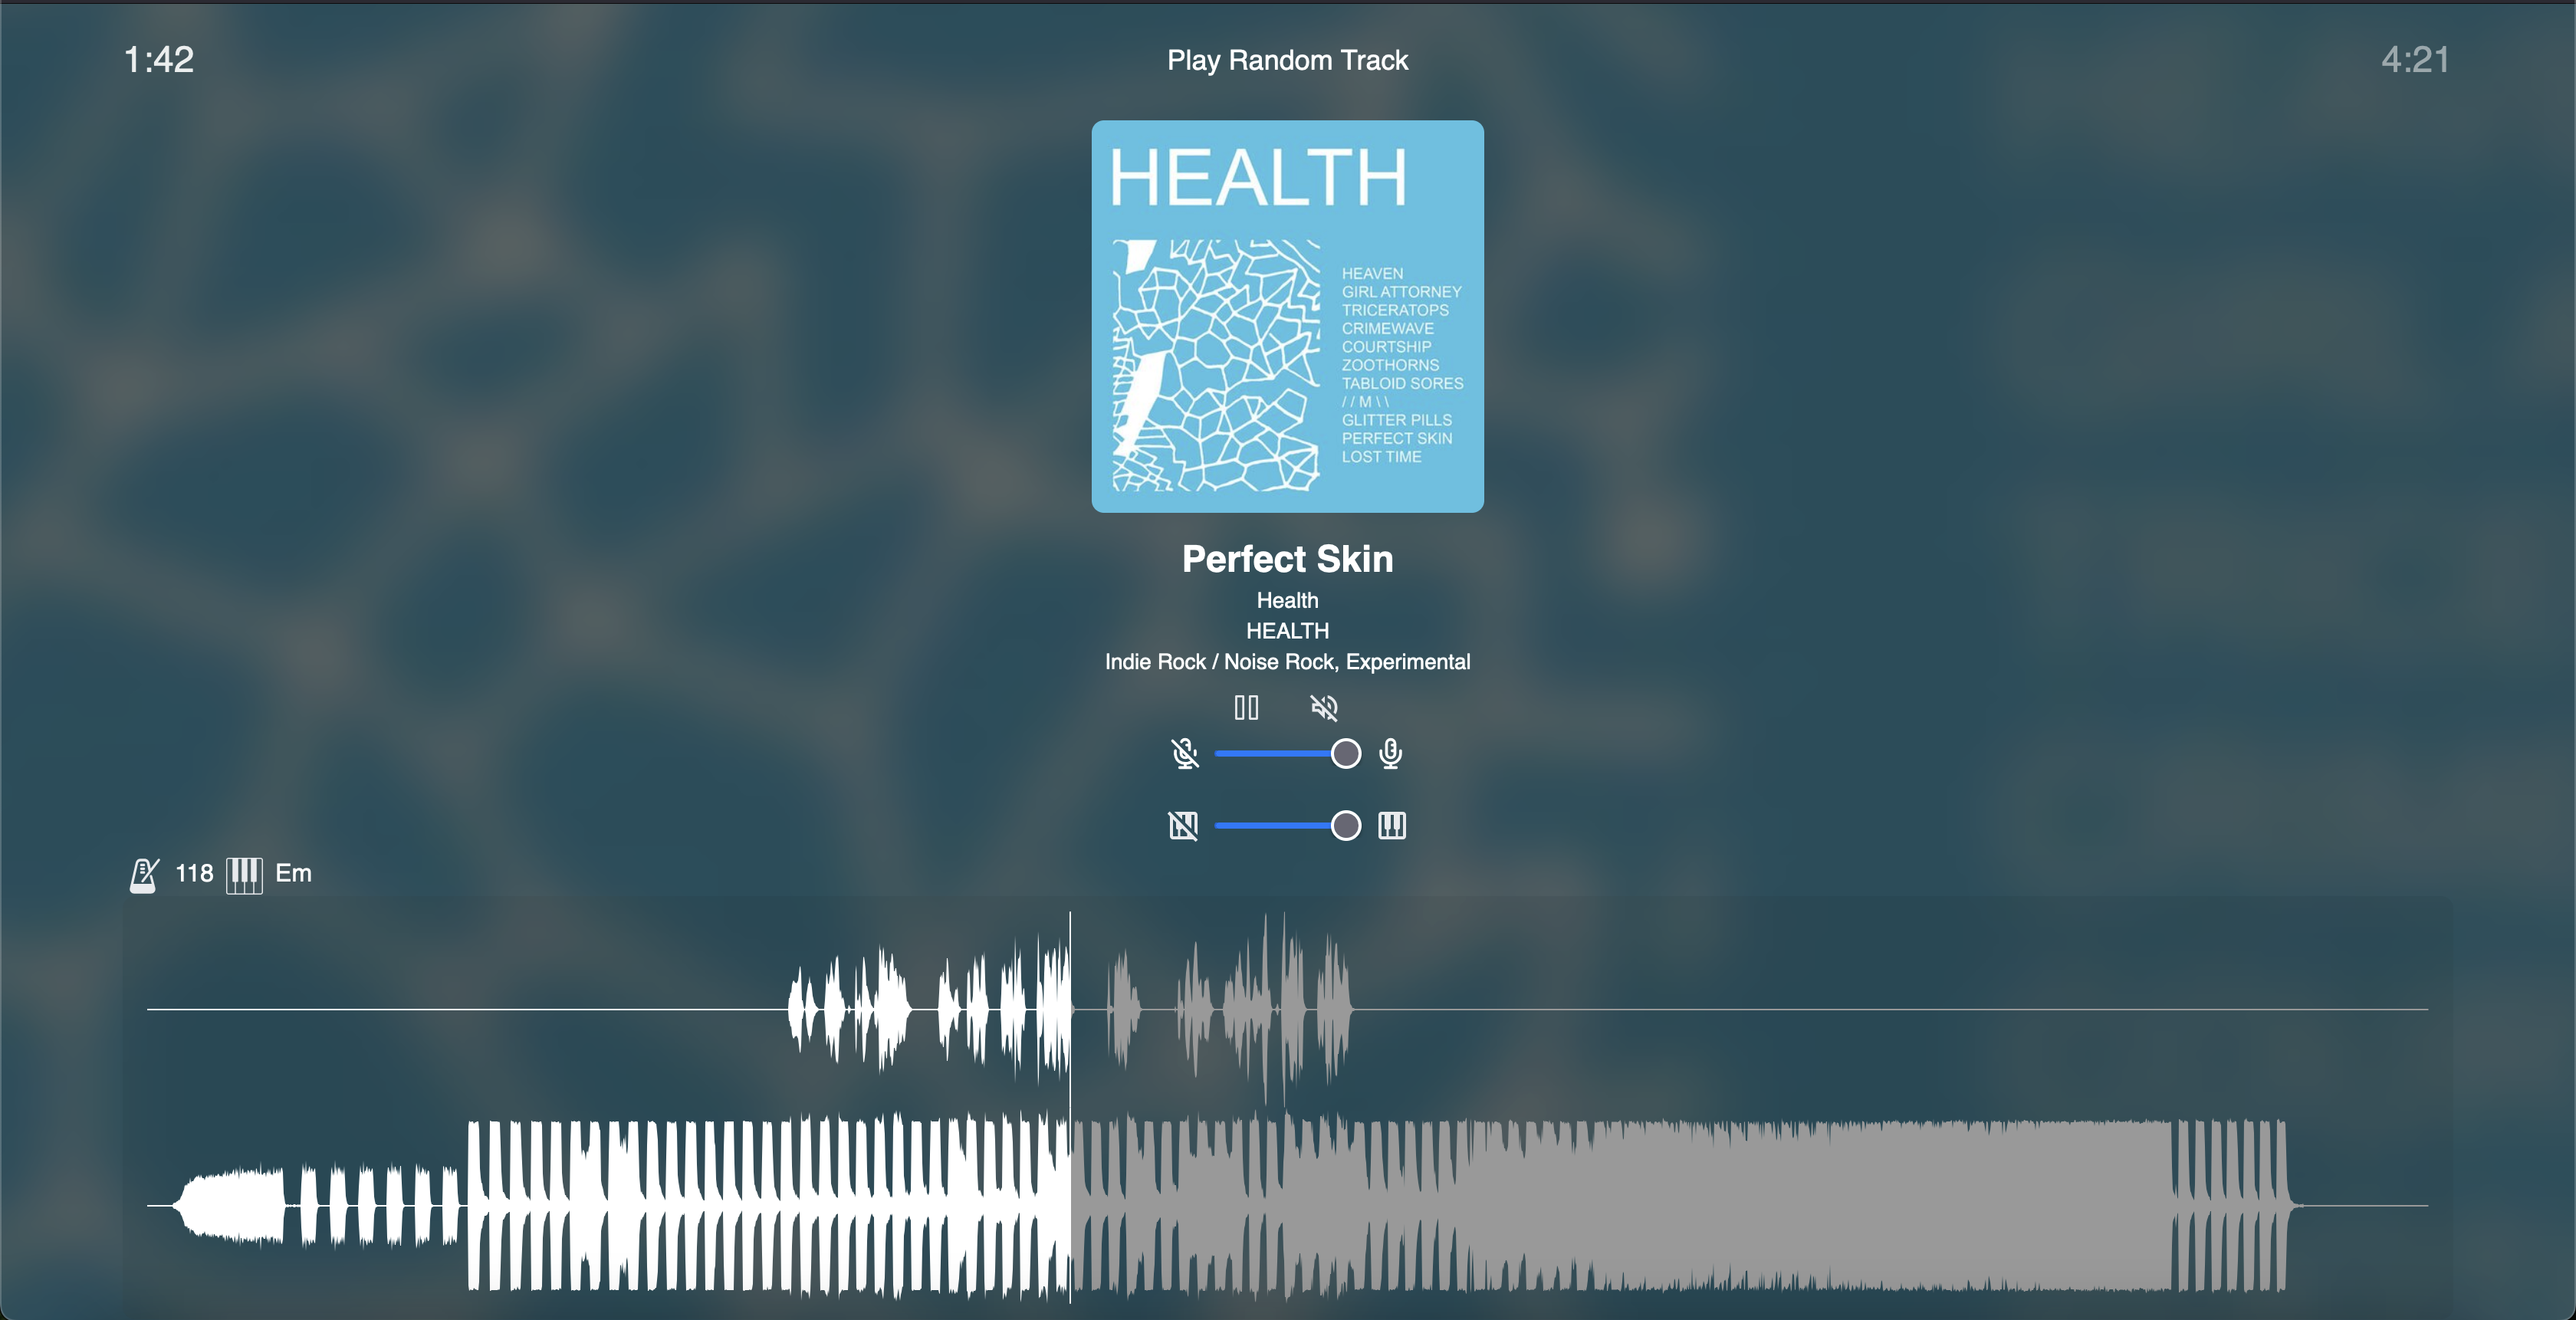 1:42
Play Random Track
4:21
HEALTH
HEAVEN
GIRL ATTORNEY
TRICERATOPS
CRIMEWAVE
COURTSHIP
ZOOTHORNS
TABLOID SORES
/ / M \ \
GLITTER PILLS
PERFECT SKIN
LOST TIME
Perfect Skin
Health
HEALTH
Indie Rock / Noise Rock, Experimental
118 Em